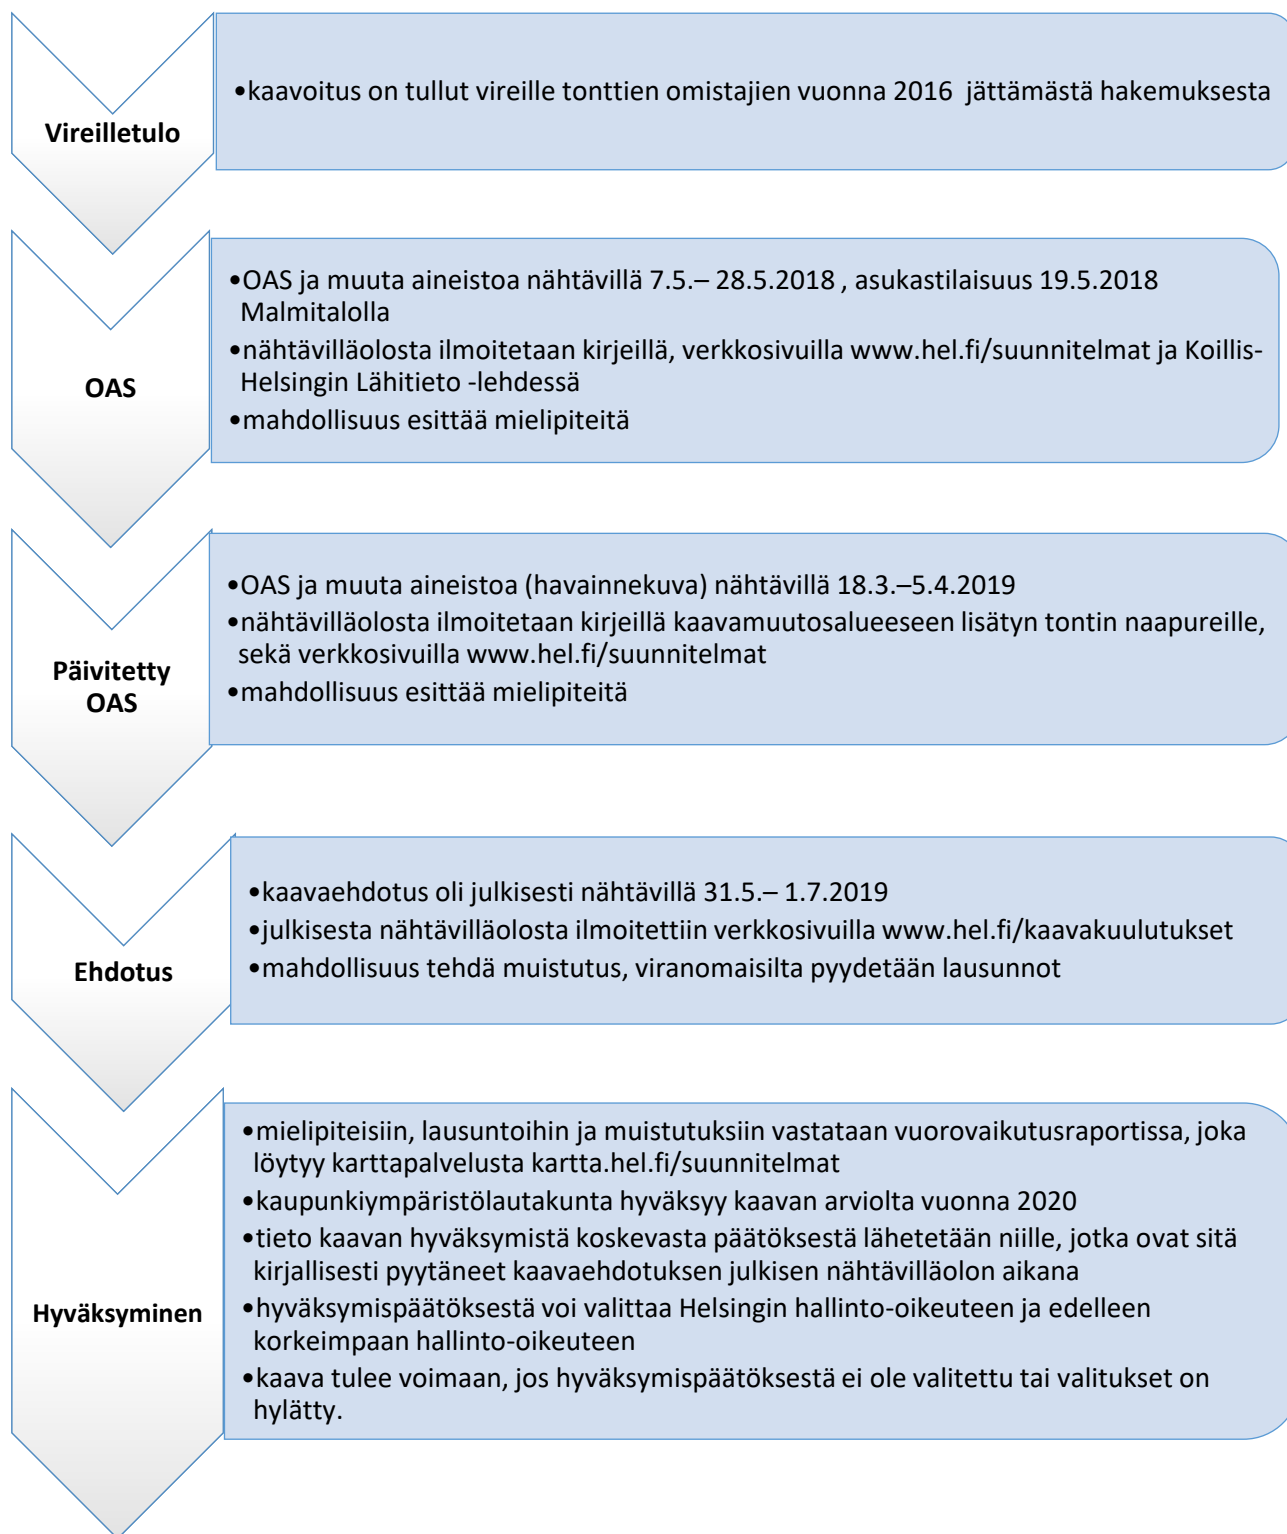 Vireilletulo
•kaavoitus on tullut vireille tonttien omistajien vuonna 2016 jättämästä hakemuksesta
OAS
•OAS ja muuta aineistoa nähtävillä 7.5.– 28.5.2018 , asukastilaisuus 19.5.2018
Malmitalolla
•nähtävilläolosta ilmoitetaan kirjeillä, verkkosivuilla www.hel.fi/suunnitelmat ja Koillis-
Helsingin Lähitieto -lehdessä
•mahdollisuus esittää mielipiteitä
Päivitetty
OAS
•OAS ja muuta aineistoa (havainnekuva) nähtävillä 18.3.–5.4.2019
•nähtävilläolosta ilmoitetaan kirjeillä kaavamuutosalueeseen lisätyn tontin naapureille,
sekä verkkosivuilla www.hel.fi/suunnitelmat
•mahdollisuus esittää mielipiteitä
Ehdotus
•kaavaehdotus oli julkisesti nähtävillä 31.5.– 1.7.2019
•julkisesta nähtävilläolosta ilmoitettiin verkkosivuilla www.hel.fi/kaavakuulutukset
•mahdollisuus tehdä muistutus, viranomaisilta pyydetään lausunnot
Hyväksyminen
•mielipiteisiin, lausuntoihin ja muistutuksiin vastataan vuorovaikutusraportissa, joka
löytyy karttapalvelusta kartta.hel.fi/suunnitelmat
•kaupunkiympäristölautakunta hyväksyy kaavan arviolta vuonna 2020
•tieto kaavan hyväksymistä koskevasta päätöksestä lähetetään niille, jotka ovat sitä
kirjallisesti pyytäneet kaavaehdotuksen julkisen nähtävilläolon aikana
•hyväksymispäätöksestä voi valittaa Helsingin hallinto-oikeuteen ja edelleen
korkeimpaan hallinto-oikeuteen
•kaava tulee voimaan, jos hyväksymispäätöksestä ei ole valitettu tai valitukset on
hylätty.